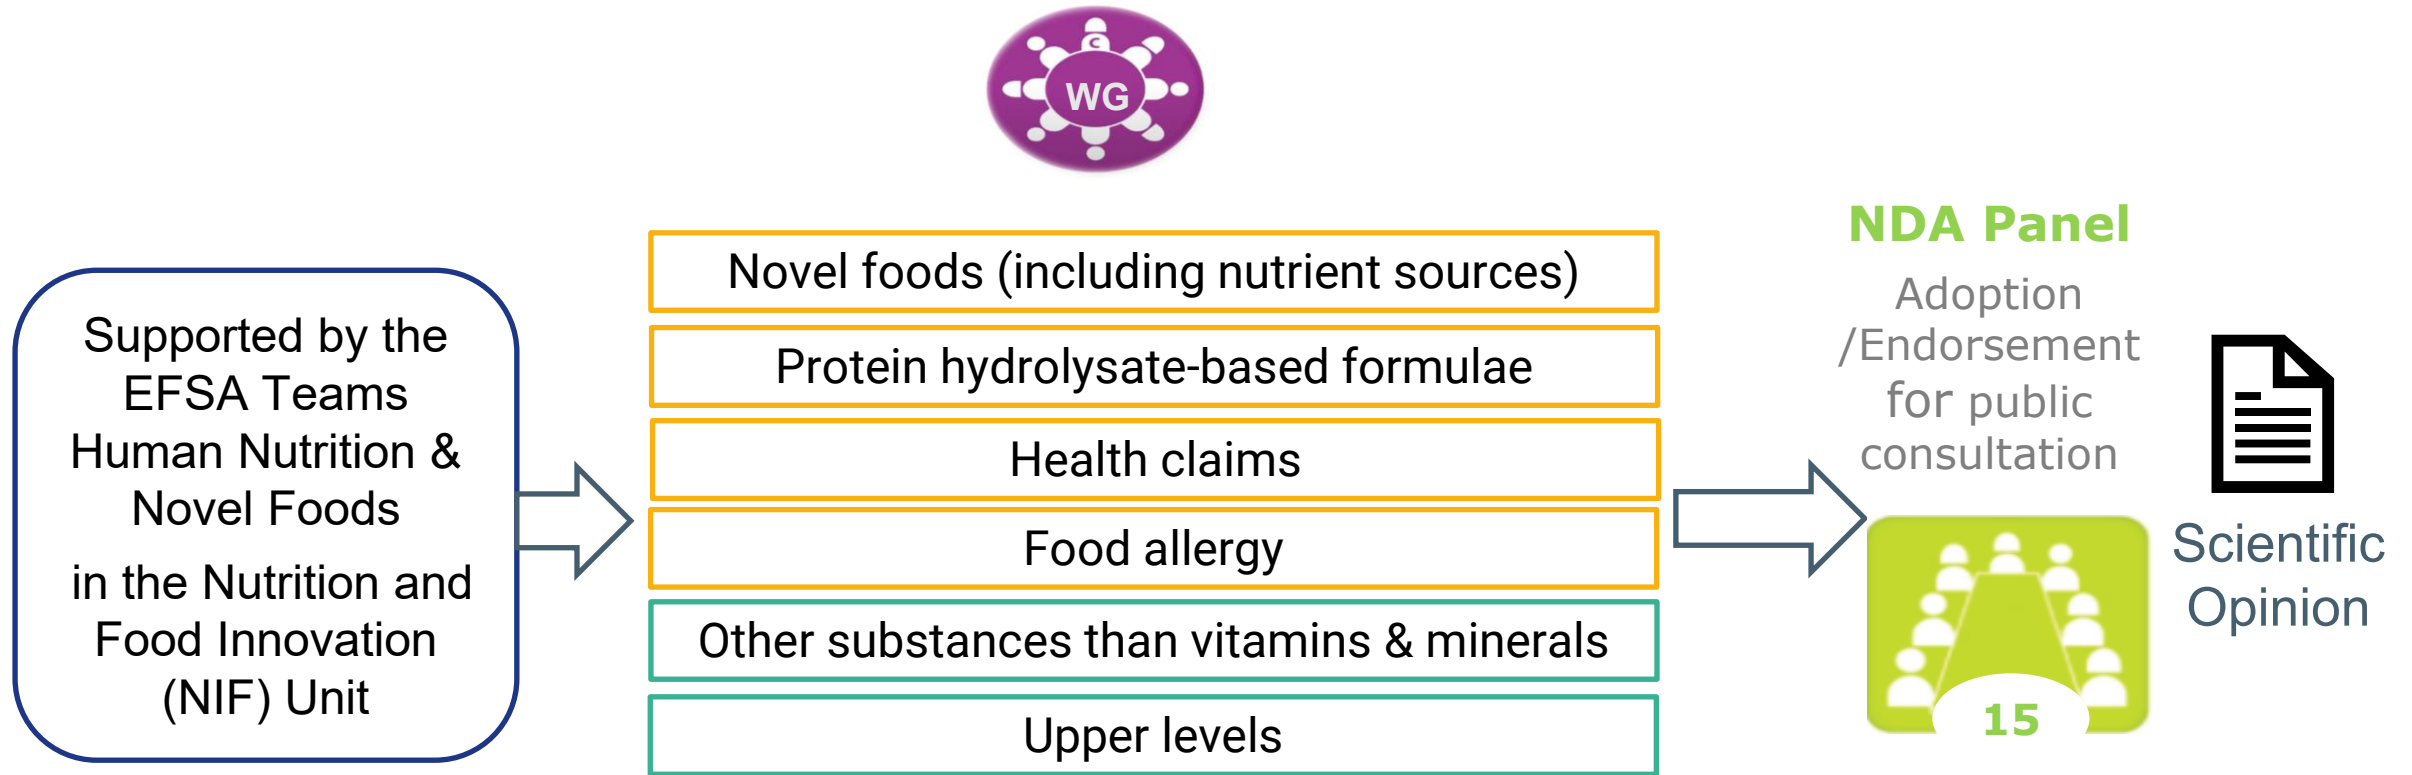 C
WG
Supported by the
EFSA Teams
Human Nutrition &
Novel Foods
in the Nutrition and
Food Innovation
(NIF) Unit
Novel foods (including nutrient sources)
Protein hydrolysate-based formulae
Health claims
Food allergy
Other substances than vitamins & minerals
Upper levels
NDA Panel
Adoption
/Endorsement
for public
consultation
15
Scientific
Opinion